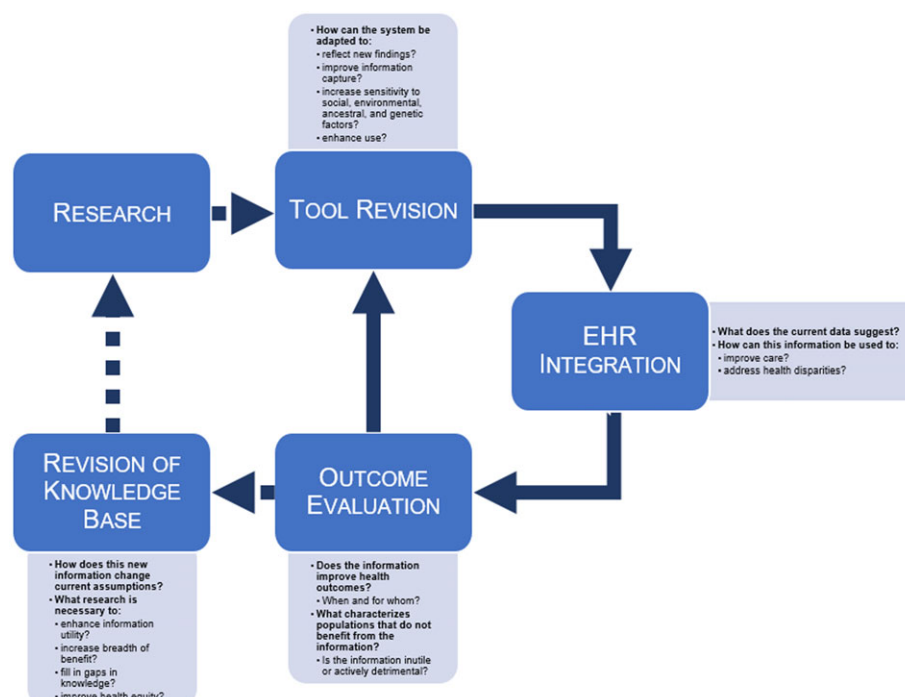 • How can the system be
adapted to:
• reflect new findings?
• improve information
capture?
• increase sensitivity to
social, environmental,
ancestral, and genetic
factors?
• enhance use?
RESEARCH
TOOL REVISION
EHR
INTEGRATION
• What does the current data suggest?
• How can this information be used to:
• improve care?
• address health disparities?
REVISION OF
KNOWLEDGE
BASE
OUTCOME
EVALUATION
• How does this new
information change
current assumptions?
• What research is
necessary to:
• enhance information
utility?
• increase breadth of
benefit?
• fill in gaps in
knowledge?
• improve health equity?
• Does the information
improve health
outcomes?
• When and for whom?
• What characterizes
populations that do not
benefit from the
information?
• Is the information inutile
or actively detrimental?